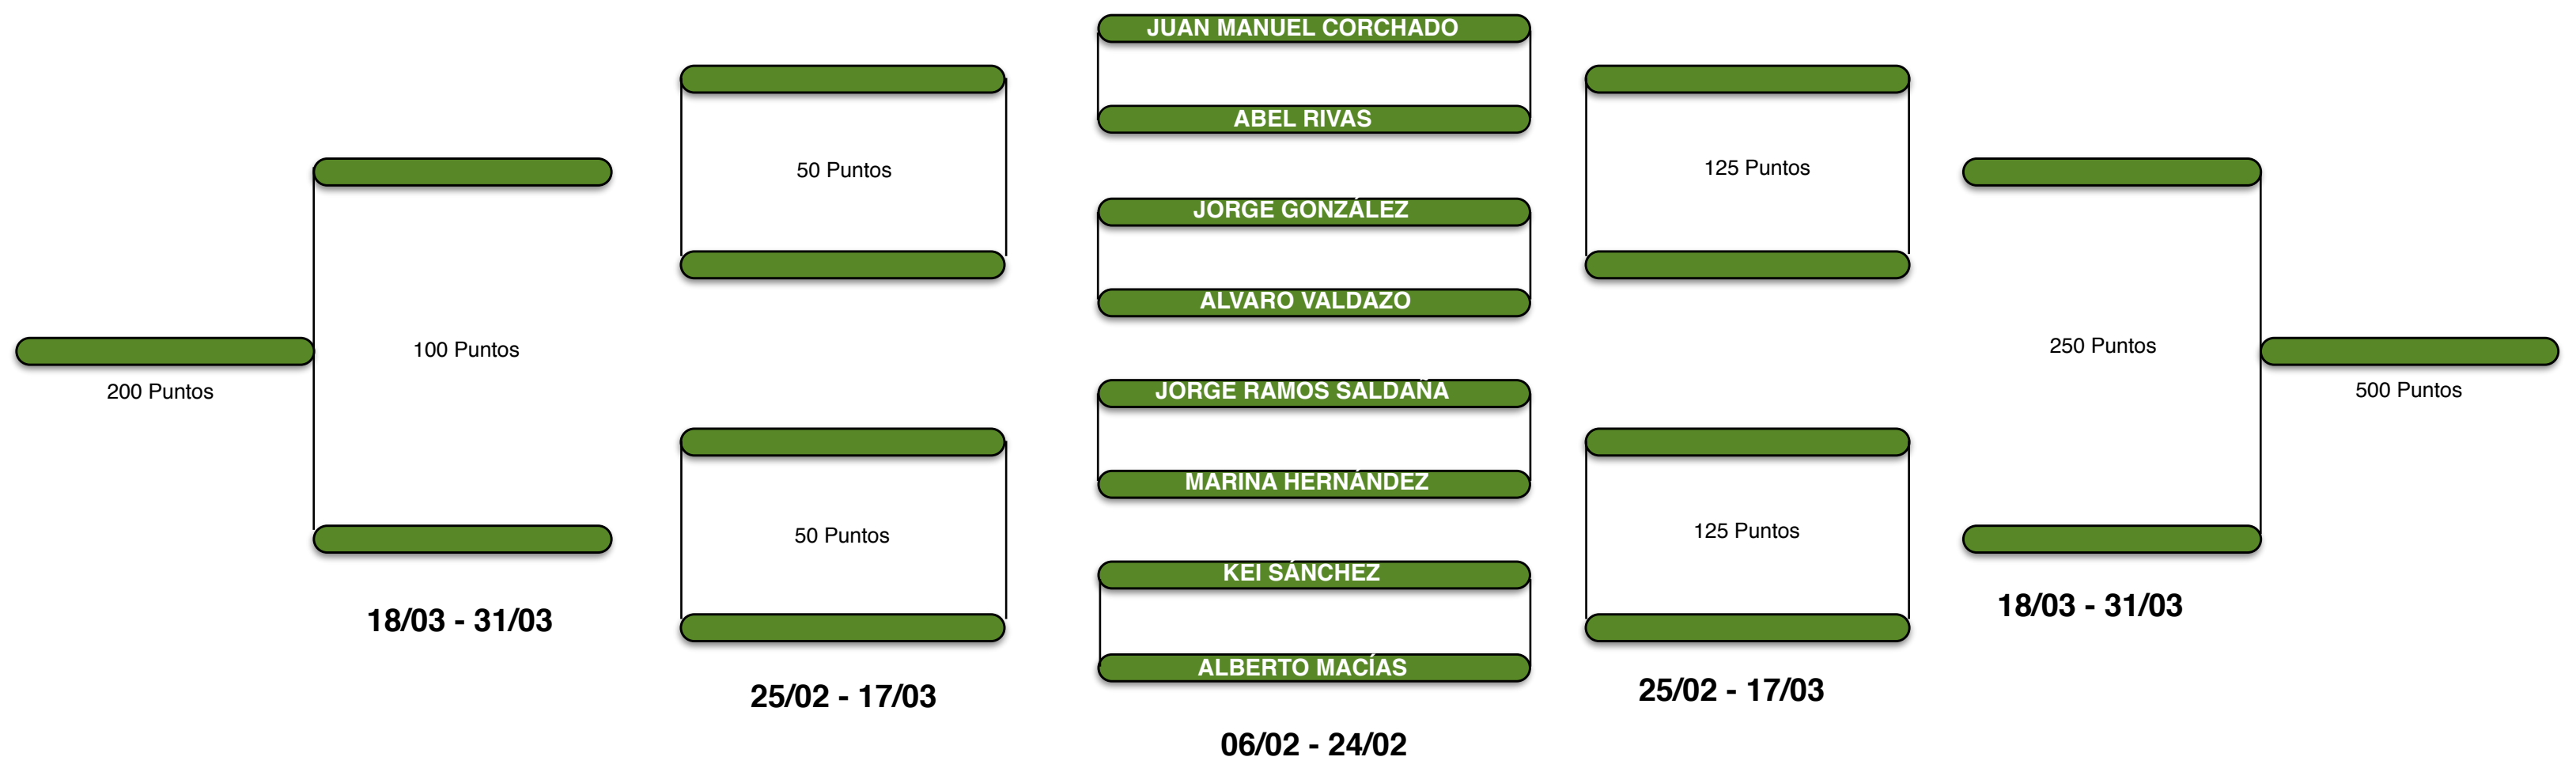 JUAN MANUEL CORCHADO
ABEL RIVAS
50 Puntos
125 Puntos
JORGE GONZÁLEZ
ALVARO VALDAZO
100 Puntos
250 Puntos
200 Puntos
500 Puntos
JORGE RAMOS SALDAÑA
MARINA HERNÁNDEZ
50 Puntos
125 Puntos
KEI SÁNCHEZ
18/03 - 31/03
18/03 - 31/03
ALBERTO MACÍAS
25/02 - 17/03
25/02 - 17/03
06/02 - 24/02